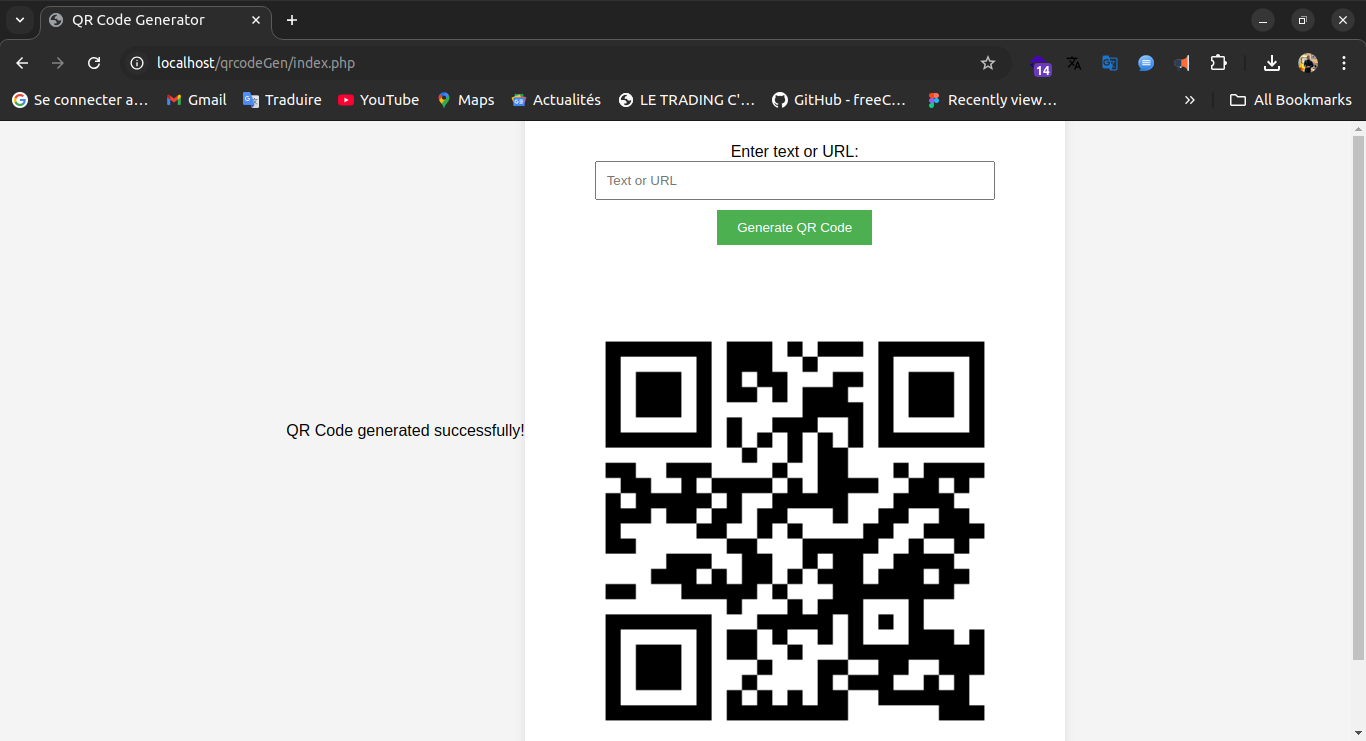 QR Code Generator
localhost/qrcodeGen/index.php
14
Se connecter a...
Gmail
Traduire
YouTube
Maps
Actualités
LE TRADING C'...
GitHub - freeC...
Recently view...
All Bookmarks
Enter text or URL:
Text or URL
Generate QR Code
QR Code generated successfully!